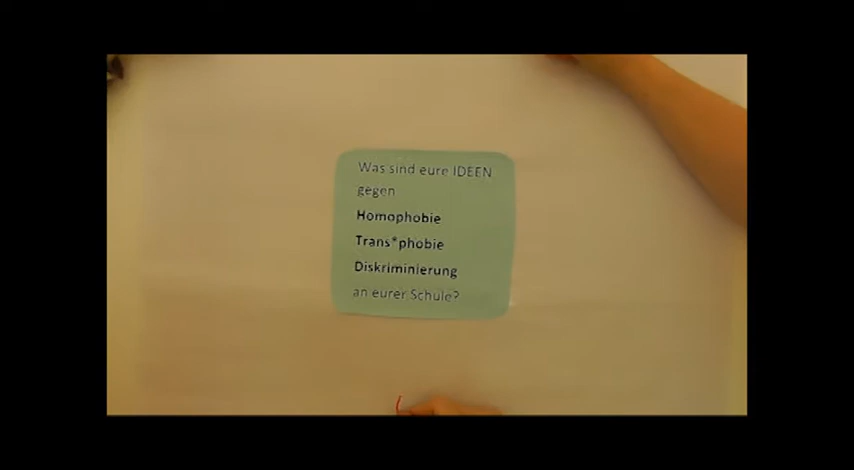 Was sind eure IDEEN
gegen
Homophobie
Trans*phobie
Diskriminierung
an eurer Schule?